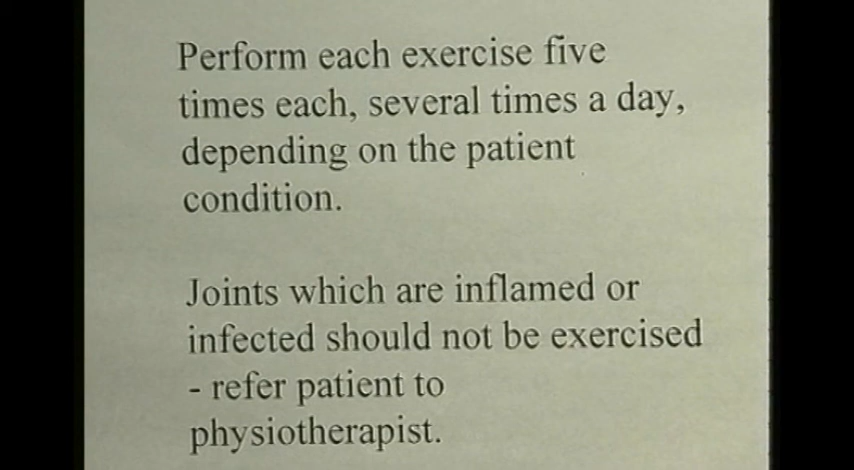 Perform each exercise five
times each, several times a day,
depending on the patient
condition.
Joints which are inflamed or
infected should not be exercised
- refer patient to
physiotherapist.